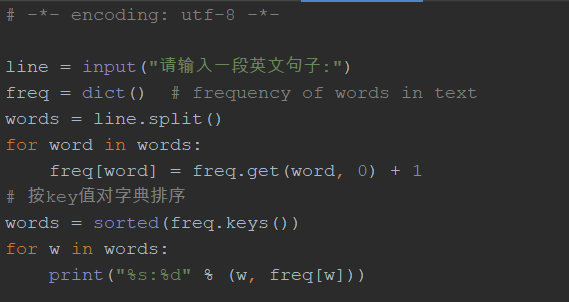 # -*- encoding: utf-8 -*-
line = input("请输入一段英文句子:")
freq = dict()  # frequency of words in text
words = line.split()
for word in words:
    freq[word] = freq.get(word, 0) + 1
# 按key值对字典排序
words = sorted(freq.keys())
for w in words:
    print("%s:%d" % (w, freq[w]))